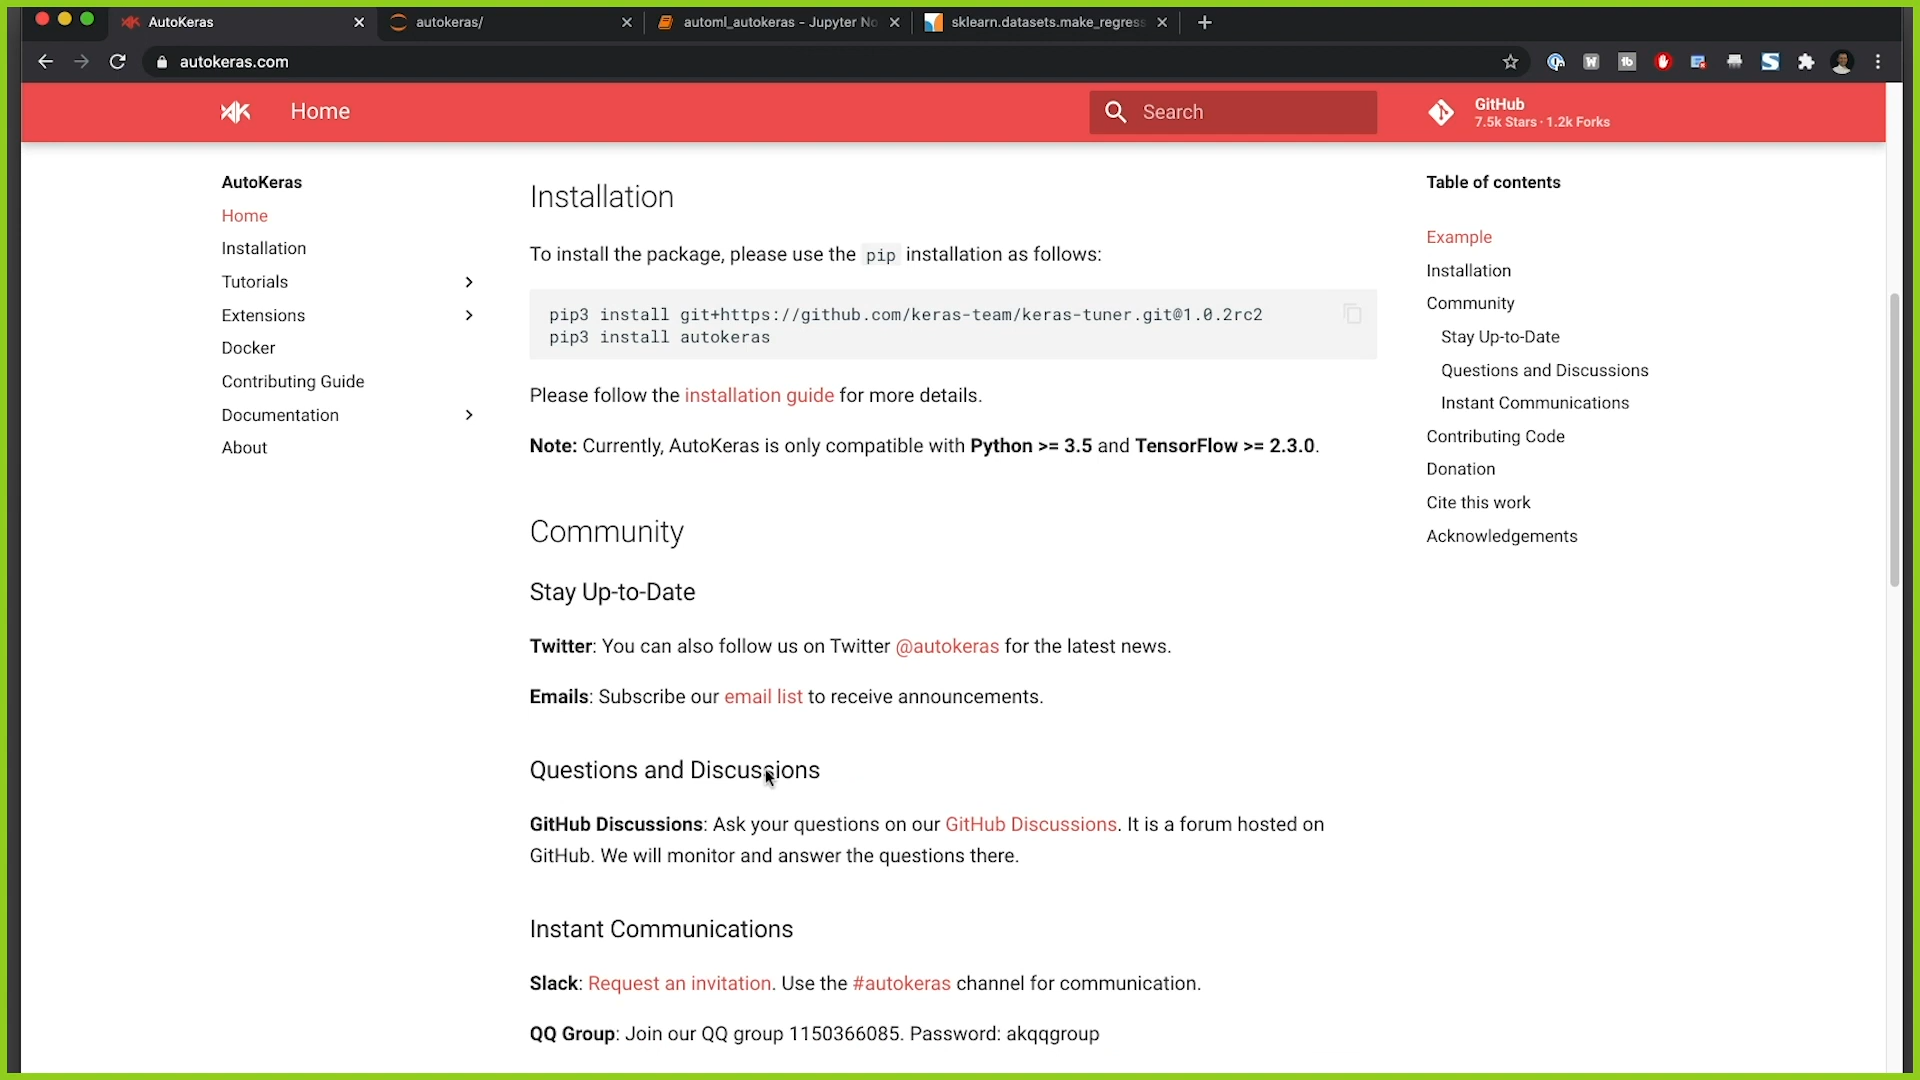 AutoKeras
autokeras/
automl_autokeras - Jupyter No
sklearn.datasets.make_regress
autokeras.com
Home
Search
GitHub
7.5k Stars · 1.2k Forks
AutoKeras
Home
Installation
Tutorials
Extensions
Docker
Contributing Guide
Documentation
About
Installation
To install the package, please use the pip installation as follows:
pip3 install git+https://github.com/keras-team/keras-tuner.git@1.0.2rc2
pip3 install autokeras
Please follow the installation guide for more details.
Note: Currently, AutoKeras is only compatible with Python >= 3.5 and TensorFlow >= 2.3.0.
Community
Stay Up-to-Date
Twitter: You can also follow us on Twitter @autokeras for the latest news.
Emails: Subscribe our email list to receive announcements.
Questions and Discussions
GitHub Discussions: Ask your questions on our GitHub Discussions. It is a forum hosted on
GitHub. We will monitor and answer the questions there.
Instant Communications
Slack: Request an invitation. Use the #autokeras channel for communication.
QQ Group: Join our QQ group 1150366085. Password: akqqgroup
Table of contents
Example
Installation
Community
Stay Up-to-Date
Questions and Discussions
Instant Communications
Contributing Code
Donation
Cite this work
Acknowledgements